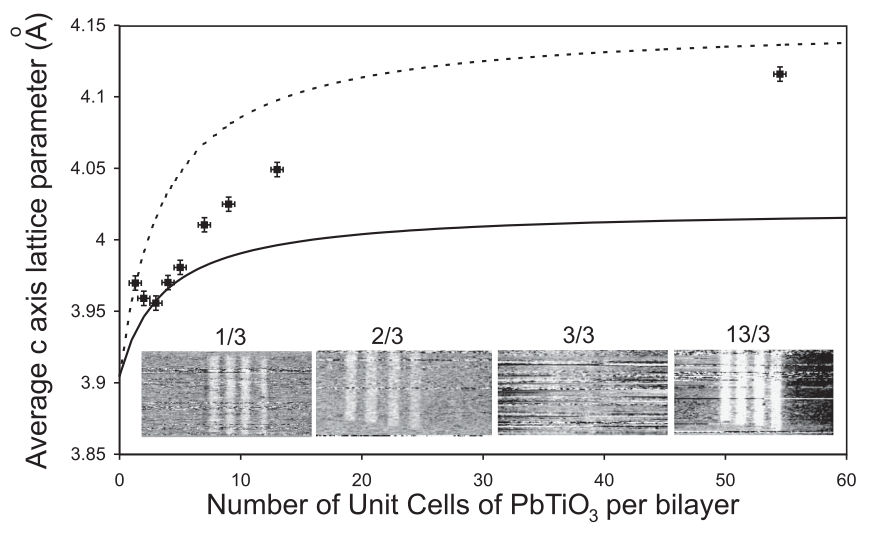 Average c axis lattice parameter (Å)
4.15
4.1
4.05
4
3.95
3.9
3.85
1/3 2/3 3/3 13/3
0 10 20 30 40 50 60
Number of Unit Cells of PbTiO₃ per bilayer